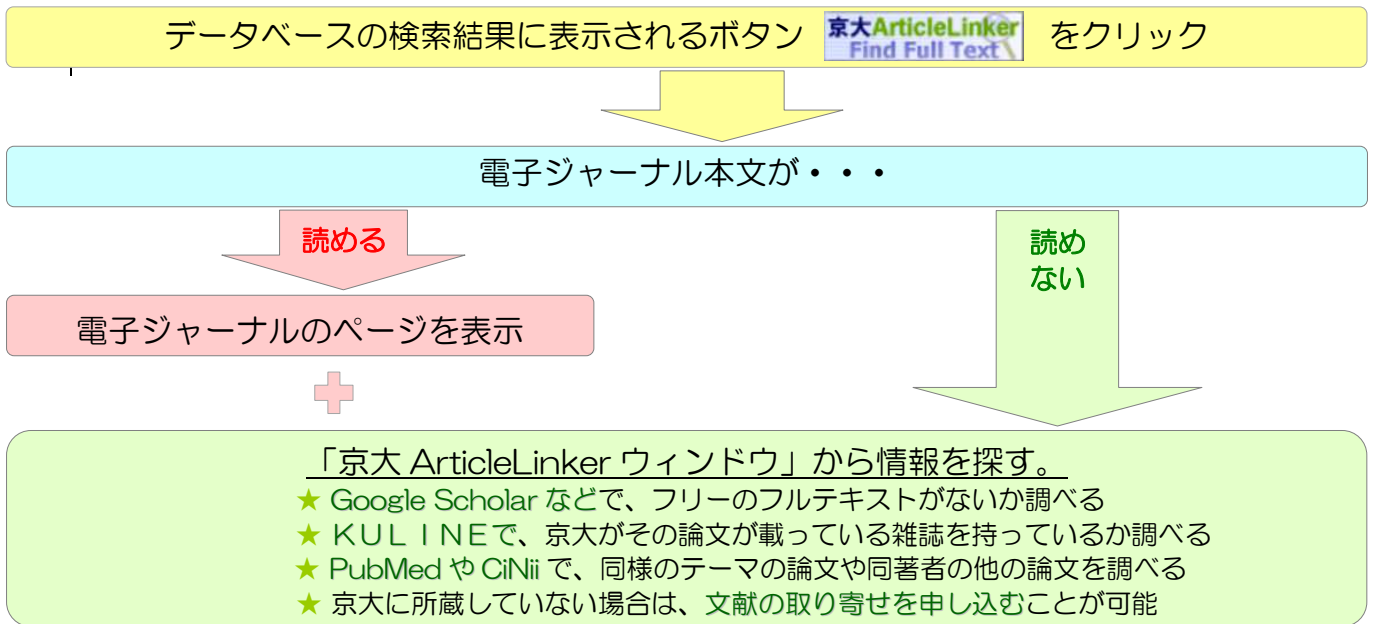 データベースの検索結果に表示されるボタン 京大ArticleLinker Find Full Text をクリック
電子ジャーナル本文が・・・
読める
読め
ない
電子ジャーナルのページを表示
「京大 ArticleLinker ウィンドウ」から情報を探す。
★ Google Scholar などで、フリーのフルテキストがないか調べる
★ ＫＵＬＩＮＥで、京大がその論文が載っている雑誌を持っているか調べる
★ PubMed や CiNii で、同様のテーマの論文や同著者の他の論文を調べる
★ 京大に所蔵していない場合は、文献の取り寄せを申し込むことが可能